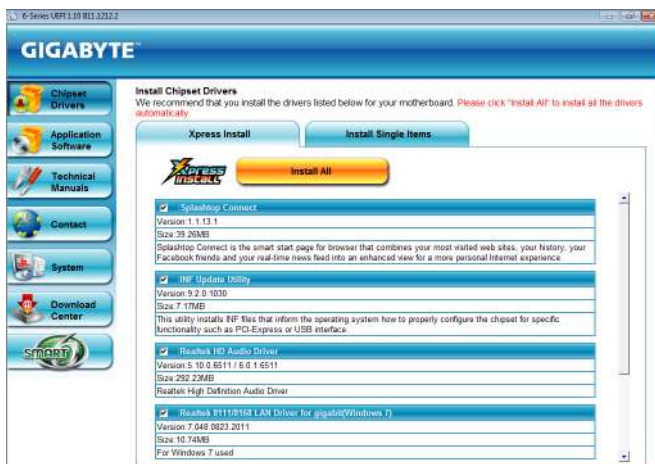 6-Series UEFI 1.10 B11.1212.2
GIGABYTE™
Chipset
Drivers
Application
Software
Technical
Manuals
Contact
System
Download
Center
SMART 6
Install Chipset Drivers
We recommend that you install the drivers listed below for your motherboard. Please click "Install All" to install all the drivers
automatically.
Xpress Install
Install Single Items
Xpress
INSTALL
Install All
Splashtop Connect
Version:1.1.13.1
Size:39.26MB
Splashtop Connect is the smart start page for browser that combines your most visited web sites, your history, your
Facebook friends and your real-time news feed into an enhanced view for a more personal Internet experience.
INF Update Utility
Version:9.2.0.1030
Size:7.17MB
This utility installs INF files that inform the operating system how to properly configure the chipset for specific
functionality such as PCI-Express or USB interface.
Realtek HD Audio Driver
Version:5.10.0.6511 / 6.0.1.6511
Size:292.23MB
Realtek High Definition Audio Driver
Realtek 8111/8168 LAN Driver for gigabit(Windows 7)
Version:7.048.0823.2011
Size:10.74MB
For Windows 7 used